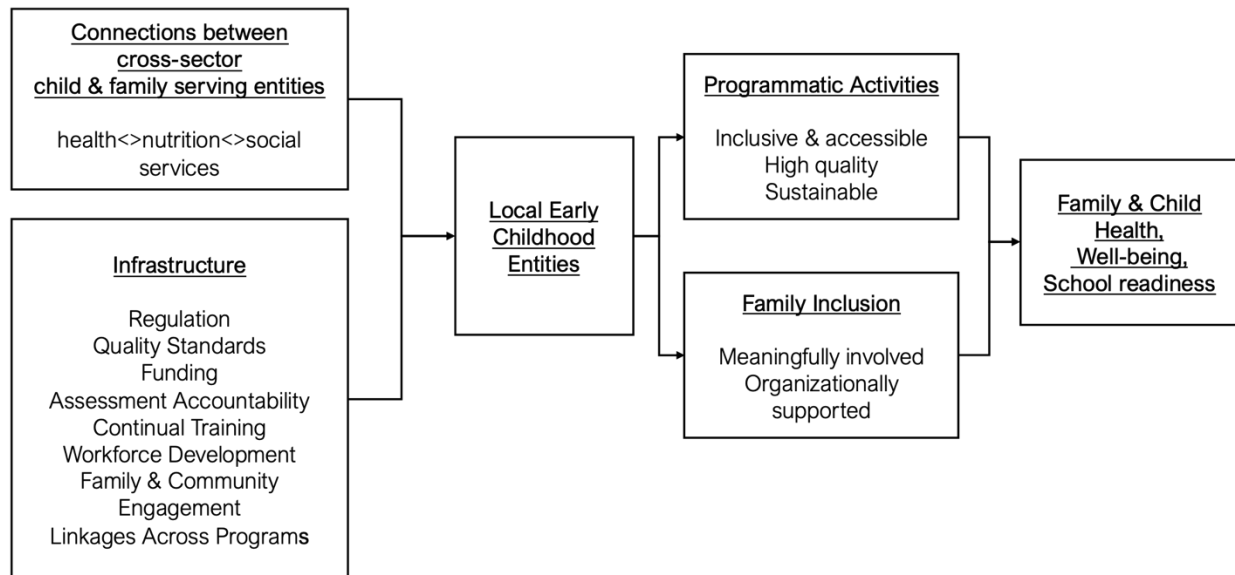 Connections between
cross-sector
child & family serving entities
health<>nutrition<>social
services
Infrastructure
Regulation
Quality Standards
Funding
Assessment Accountability
Continual Training
Workforce Development
Family & Community
Engagement
Linkages Across Programs
Local Early
Childhood
Entities
Programmatic Activities
Inclusive & accessible
High quality
Sustainable
Family Inclusion
Meaningfully involved
Organizationally
supported
Family & Child
Health,
Well-being,
School readiness